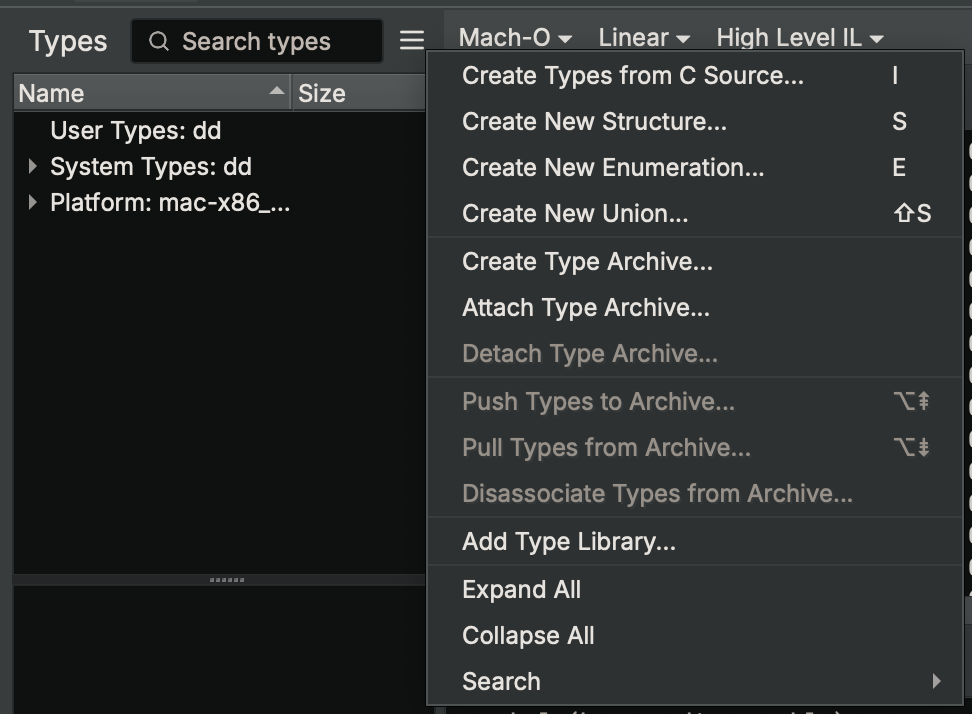 Types
Search types
Mach-O
Linear
High Level IL
Name
Size
User Types: dd
System Types: dd
Platform: mac-x86_...
Create Types from C Source... I
Create New Structure... S
Create New Enumeration... E
Create New Union... ⇧S
Create Type Archive...
Attach Type Archive...
Detach Type Archive...
Push Types to Archive... ⌥⇞
Pull Types from Archive... ⌥⇟
Disassociate Types from Archive...
Add Type Library...
Expand All
Collapse All
Search